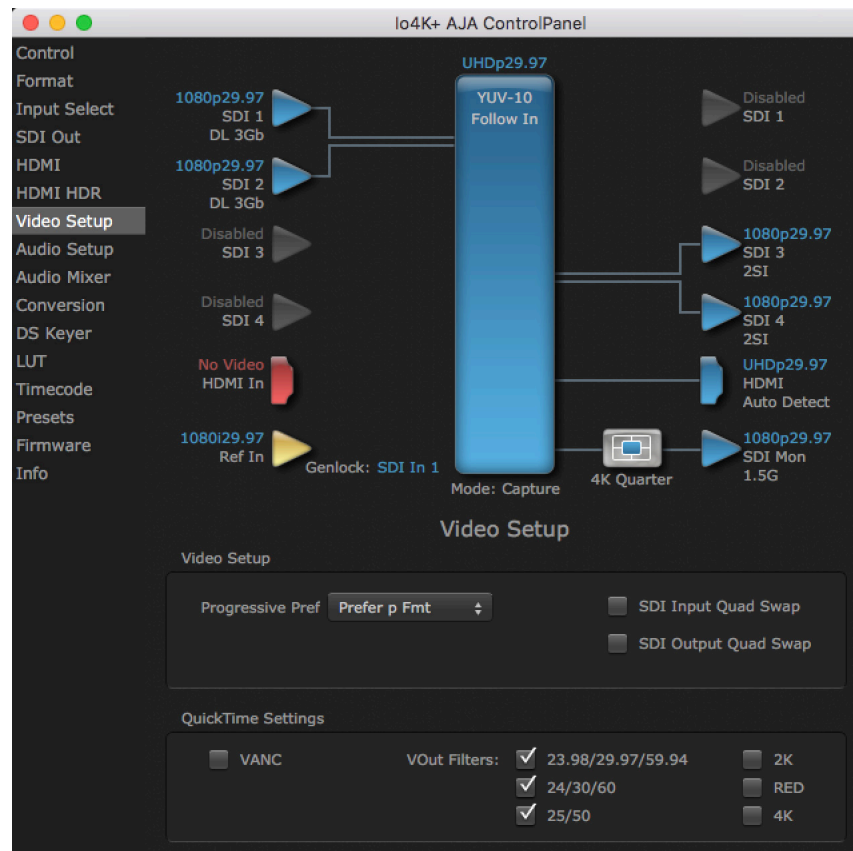 Io4K+ AJA ControlPanel
Control
Format
Input Select
SDI Out
HDMI
HDMI HDR
Video Setup
Audio Setup
Audio Mixer
Conversion
DS Keyer
LUT
Timecode
Presets
Firmware
Info
1080p29.97
SDI 1
DL 3Gb
1080p29.97
SDI 2
DL 3Gb
Disabled
SDI 3
Disabled
SDI 4
No Video
HDMI In
1080i29.97
Ref In
Genlock: SDI In 1
UHDp29.97
YUV-10
Follow In
Mode: Capture
Disabled
SDI 1
Disabled
SDI 2
1080p29.97
SDI 3
2SI
1080p29.97
SDI 4
2SI
UHDp29.97
HDMI
Auto Detect
4K Quarter
1080p29.97
SDI Mon
1.5G
Video Setup
Video Setup
Progressive Pref Prefer p Fmt
SDI Input Quad Swap
SDI Output Quad Swap
QuickTime Settings
VANC VOut Filters: 23.98/29.97/59.94 2K
24/30/60 RED
25/50 4K